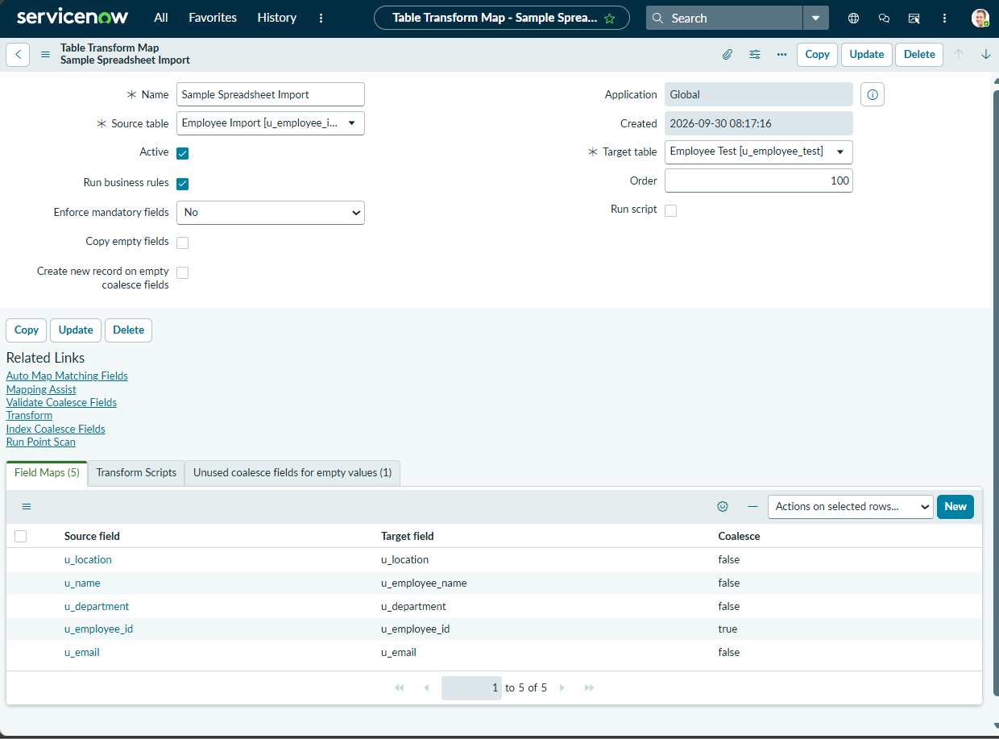 servicenow All Favorites History Table Transform Map - Sample Sprea... Search
Table Transform Map
Sample Spreadsheet Import
Copy Update Delete
Name Sample Spreadsheet Import Application Global
Source table Employee Import [u_employee_i... Created 2026-09-30 08:17:16
Active Target table Employee Test [u_employee_test]
Run business rules Order 100
Enforce mandatory fields No Run script
Copy empty fields
Create new record on empty
coalesce fields
Copy Update Delete
Related Links
Auto Map Matching Fields
Mapping Assist
Validate Coalesce Fields
Transform
Index Coalesce Fields
Run Point Scan
Field Maps (5) Transform Scripts Unused coalesce fields for empty values (1)
Actions on selected rows... New
Source field Target field Coalesce
u_location u_location false
u_name u_employee_name false
u_department u_department false
u_employee_id u_employee_id true
u_email u_email false
1 to 5 of 5